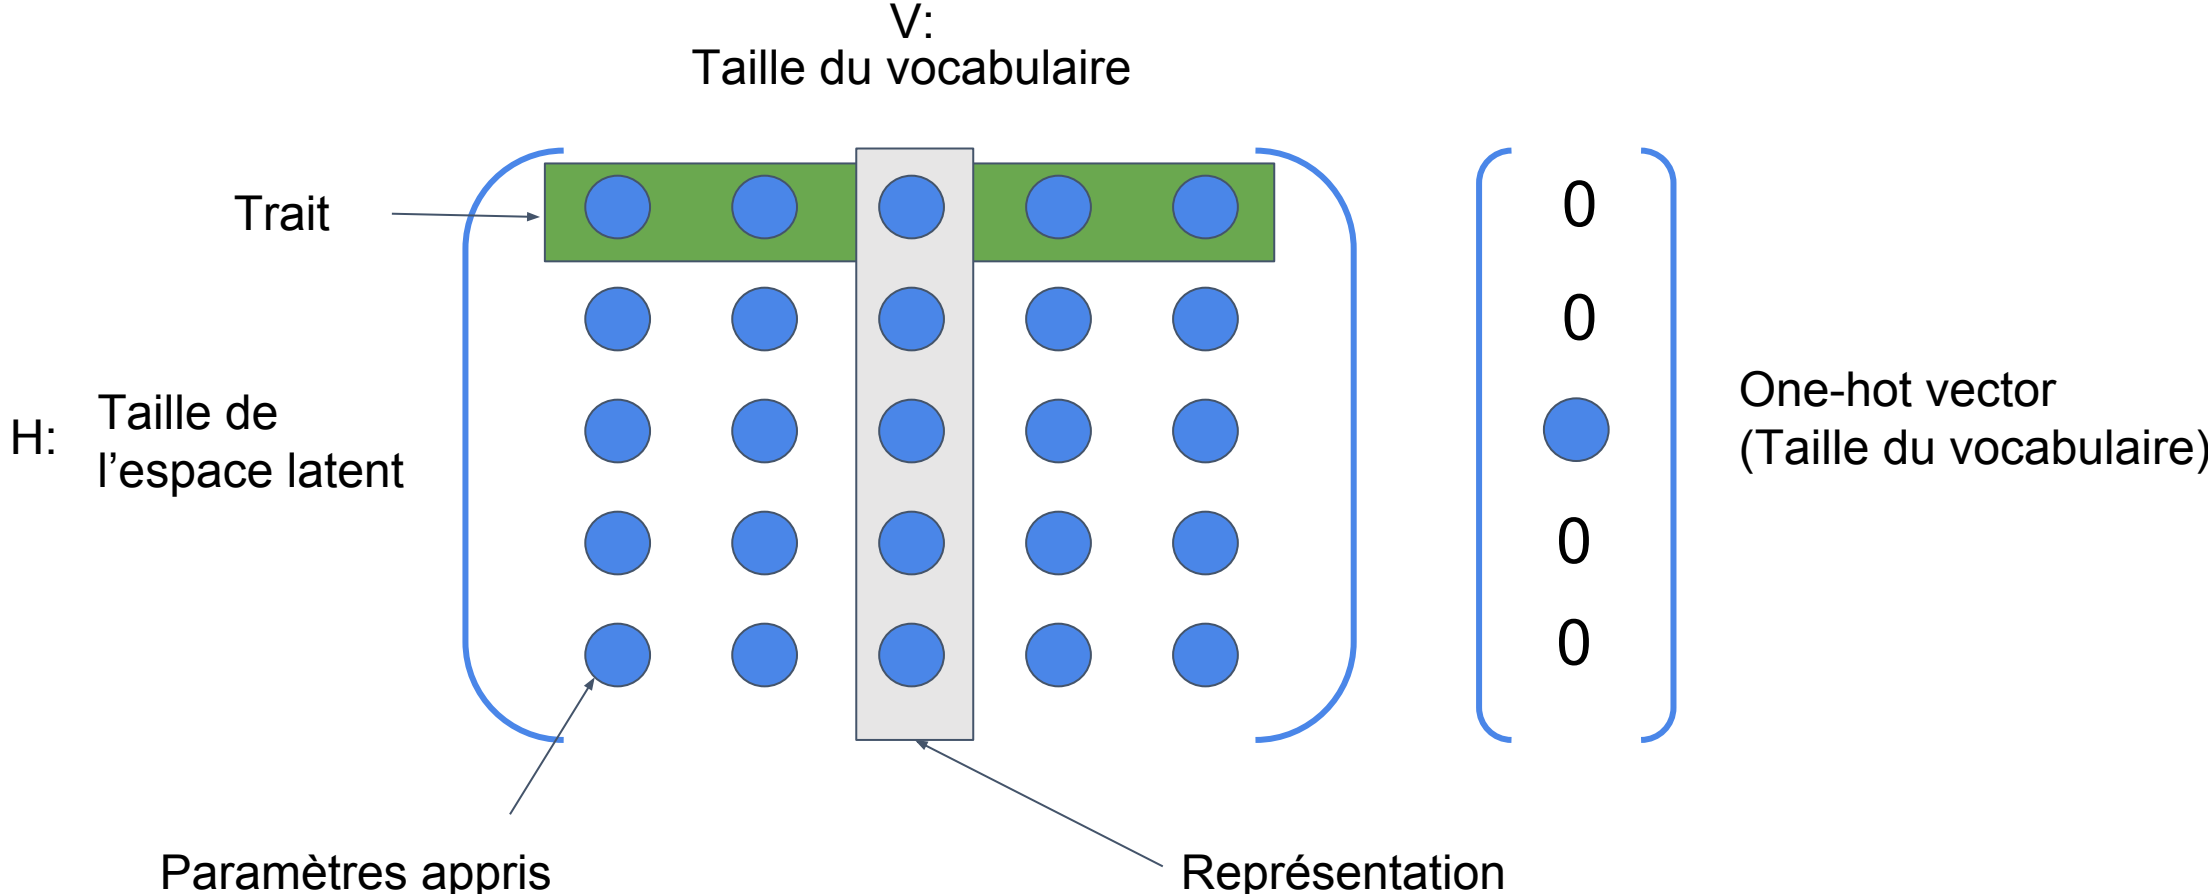 V:
Taille du vocabulaire
Trait
0
0
H:
Taille de
l’espace latent
One-hot vector
(Taille du vocabulaire)
0
0
Paramètres appris
Représentation